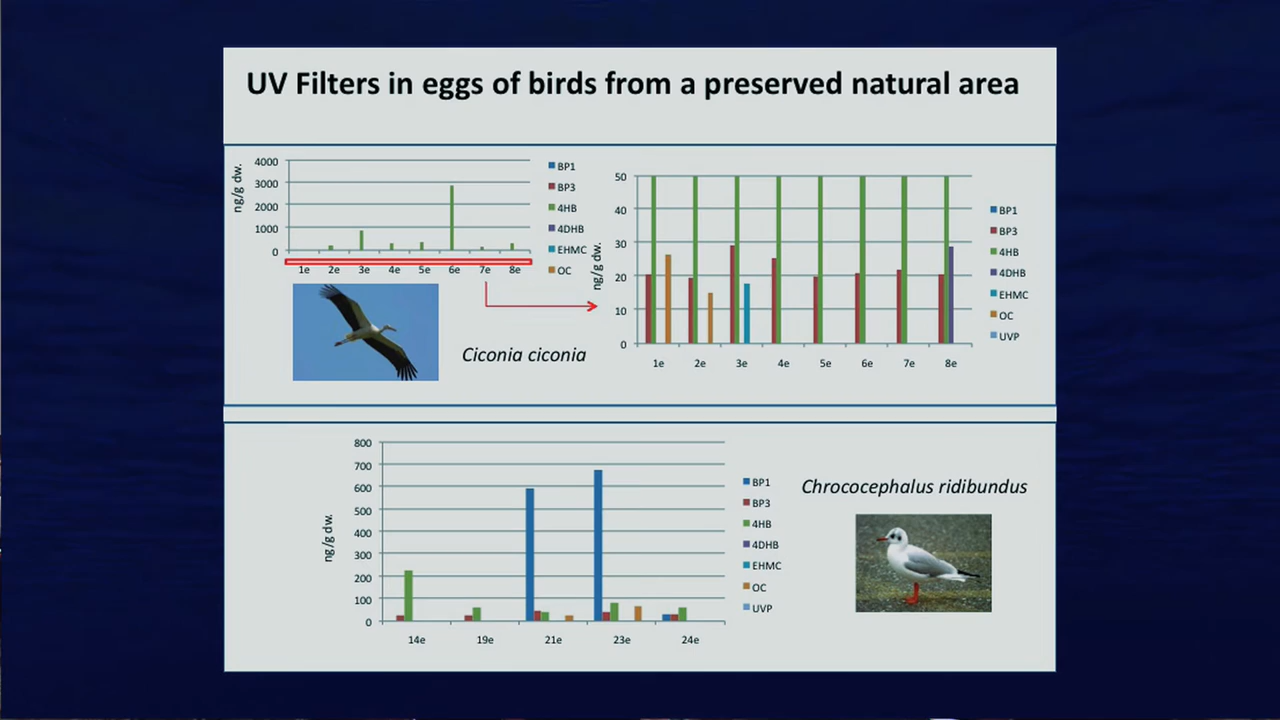 UV Filters in eggs of birds from a preserved natural area
ng/g dw.
4000
3000
2000
1000
0
1e 2e 3e 4e 5e 6e 7e 8e
BP1
BP3
4HB
4DHB
EHMC
OC
Ciconia ciconia
ng/g dw.
50
40
30
20
10
0
1e 2e 3e 4e 5e 6e 7e 8e
BP1
BP3
4HB
4DHB
EHMC
OC
UVP
ng/g dw.
800
700
600
500
400
300
200
100
0
14e 19e 21e 23e 24e
BP1
BP3
4HB
4DHB
EHMC
OC
UVP
Chrococephalus ridibundus